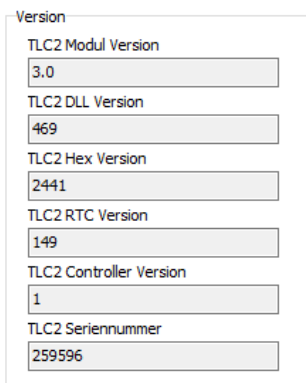 Version
TLC2 Modul Version
3.0
TLC2 DLL Version
469
TLC2 Hex Version
2441
TLC2 RTC Version
149
TLC2 Controller Version
1
TLC2 Seriennummer
259596